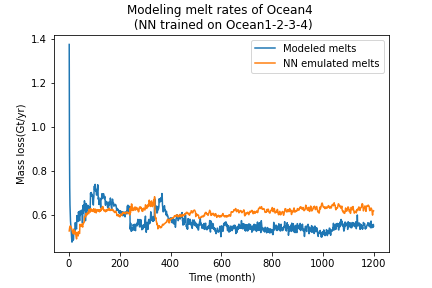 Modeling melt rates of Ocean4
(NN trained on Ocean1-2-3-4)
1.4
1.2
1.0
0.8
0.6
Mass loss(Gt/yr)
Modeled melts
NN emulated melts
0 200 400 600 800 1000 1200
Time (month)